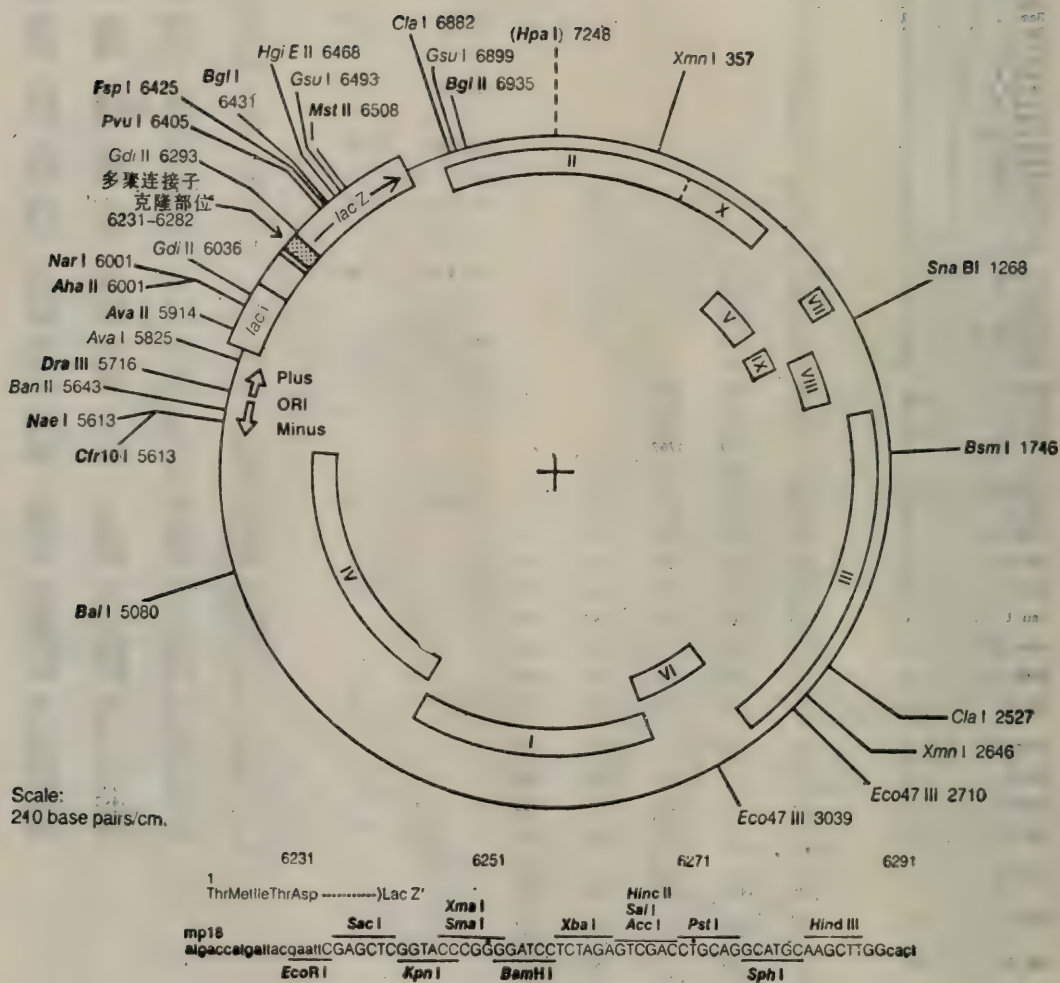 Cla I 6882
(Hpa I) 7248
HgiE II 6468
Gsu I 6899
Xmn I 357
Bgl I
6431
Gsu I 6493
Bgl II 6935
Fsp I 6425
Mst II 6508
Pvu I 6405
Gdi II 6293
多聚连接子
克隆部位
6231-6282
lac Z
II
X
Gdi II 6036
Nar I 6001
Aha II 6001
Ava II 5914
lac i
Ava I 5825
Dra III 5716
Ban II 5643
Nae I 5613
Cfr10 I 5613
Plus
ORI
Minus
SnaBI 1268
VII
V
IX
VIII
Bsm I 1746
III
IV
Bal I 5080
VI
I
Cla I 2527
Xmn I 2646
Eco47 III 2710
Eco47 III 3039
Scale:
240 base pairs/cm.
6231 6251 6271 6291
1
ThrMetIleThrAsp ---------->Lac Z'
Hinc II
Xma I Sal I
Sac I Sma I Xba I Acc I Pst I Hind III
mp18
atgaccatgattacgaattCGAGCTCGGTACCCGGGGATCCTCTAGAGTCGACCTGCAGGCATGCAAGCTTGGcact
EcoRI Kpn I BamH I Sph I